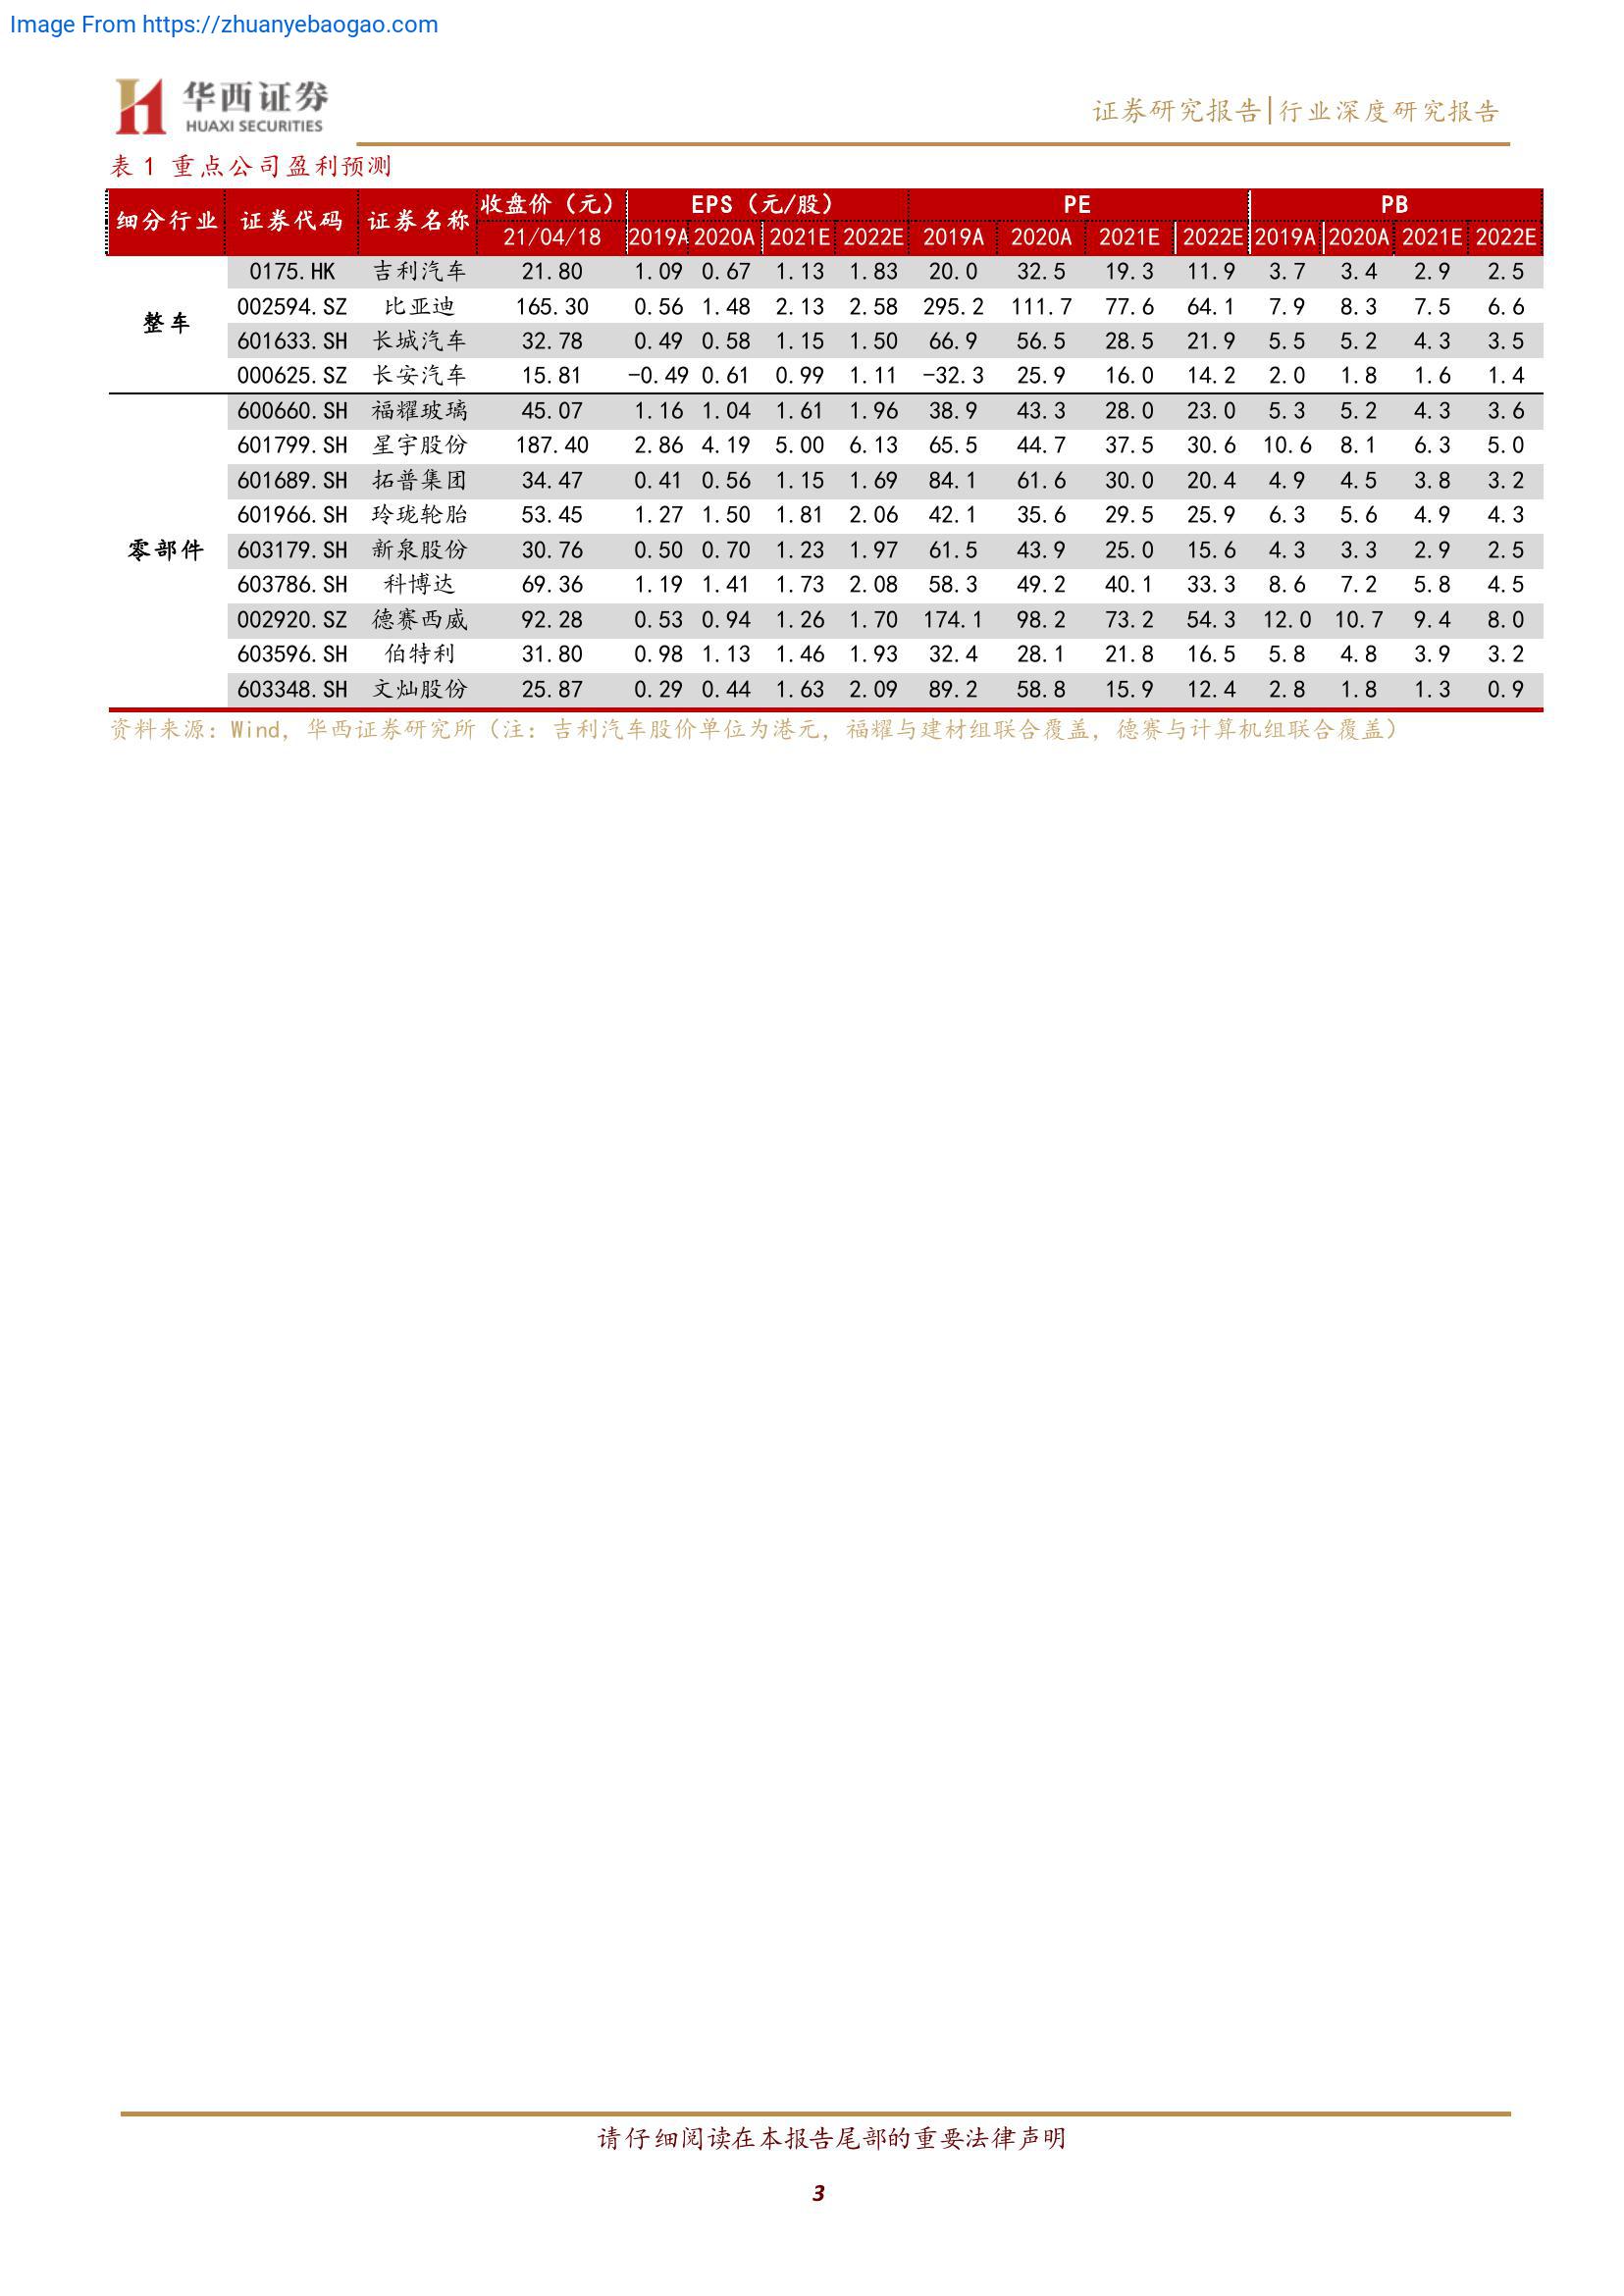 Image From https://zhuanyebaogao.com
华西证券
HUAXI SECURITIES
证券研究报告|行业深度研究报告
表 1 重点公司盈利预测
细分行业 证券代码 证券名称 收盘价（元） EPS（元/股） PE PB
21/04/18 2019A 2020A 2021E 2022E 2019A 2020A 2021E 2022E 2019A 2020A 2021E 2022E
整车
0175.HK 吉利汽车 21.80 1.09 0.67 1.13 1.83 20.0 32.5 19.3 11.9 3.7 3.4 2.9 2.5
002594.SZ 比亚迪 165.30 0.56 1.48 2.13 2.58 295.2 111.7 77.6 64.1 7.9 8.3 7.5 6.6
601633.SH 长城汽车 32.78 0.49 0.58 1.15 1.50 66.9 56.5 28.5 21.9 5.5 5.2 4.3 3.5
000625.SZ 长安汽车 15.81 -0.49 0.61 0.99 1.11 -32.3 25.9 16.0 14.2 2.0 1.8 1.6 1.4
零部件
600660.SH 福耀玻璃 45.07 1.16 1.04 1.61 1.96 38.9 43.3 28.0 23.0 5.3 5.2 4.3 3.6
601799.SH 星宇股份 187.40 2.86 4.19 5.00 6.13 65.5 44.7 37.5 30.6 10.6 8.1 6.3 5.0
601689.SH 拓普集团 34.47 0.41 0.56 1.15 1.69 84.1 61.6 30.0 20.4 4.9 4.5 3.8 3.2
601966.SH 玲珑轮胎 53.45 1.27 1.50 1.81 2.06 42.1 35.6 29.5 25.9 6.3 5.6 4.9 4.3
603179.SH 新泉股份 30.76 0.50 0.70 1.23 1.97 61.5 43.9 25.0 15.6 4.3 3.3 2.9 2.5
603786.SH 科博达 69.36 1.19 1.41 1.73 2.08 58.3 49.2 40.1 33.3 8.6 7.2 5.8 4.5
002920.SZ 德赛西威 92.28 0.53 0.94 1.26 1.70 174.1 98.2 73.2 54.3 12.0 10.7 9.4 8.0
603596.SH 伯特利 31.80 0.98 1.13 1.46 1.93 32.4 28.1 21.8 16.5 5.8 4.8 3.9 3.2
603348.SH 文灿股份 25.87 0.29 0.44 1.63 2.09 89.2 58.8 15.9 12.4 2.8 1.8 1.3 0.9
资料来源：Wind，华西证券研究所（注：吉利汽车股价单位为港元，福耀与建材组联合覆盖，德赛与计算机组联合覆盖）
请仔细阅读在本报告尾部的重要法律声明
3